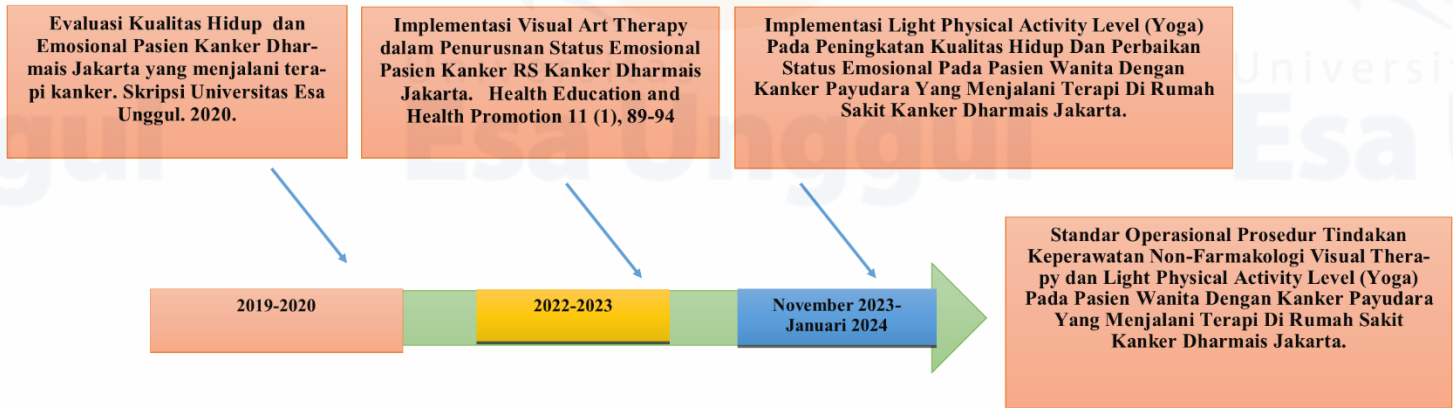 Evaluasi Kualitas Hidup dan
Emosional Pasien Kanker Dhar-
mais Jakarta yang menjalani tera-
pi kanker. Skripsi Universitas Esa
Unggul. 2020.
Implementasi Visual Art Therapy
dalam Penurusnan Status Emosional
Pasien Kanker RS Kanker Dharmais
Jakarta. Health Education and
Health Promotion 11 (1), 89-94
Implementasi Light Physical Activity Level (Yoga)
Pada Peningkatan Kualitas Hidup Dan Perbaikan
Status Emosional Pada Pasien Wanita Dengan
Kanker Payudara Yang Menjalani Terapi Di Rumah
Sakit Kanker Dharmais Jakarta.
Universi
ggul
Esa Unggul
Esa
2019-2020
2022-2023
November 2023-
Januari 2024
Standar Operasional Prosedur Tindakan
Keperawatan Non-Farmakologi Visual Thera-
py dan Light Physical Activity Level (Yoga)
Pada Pasien Wanita Dengan Kanker Payudara
Yang Menjalani Terapi Di Rumah Sakit
Kanker Dharmais Jakarta.